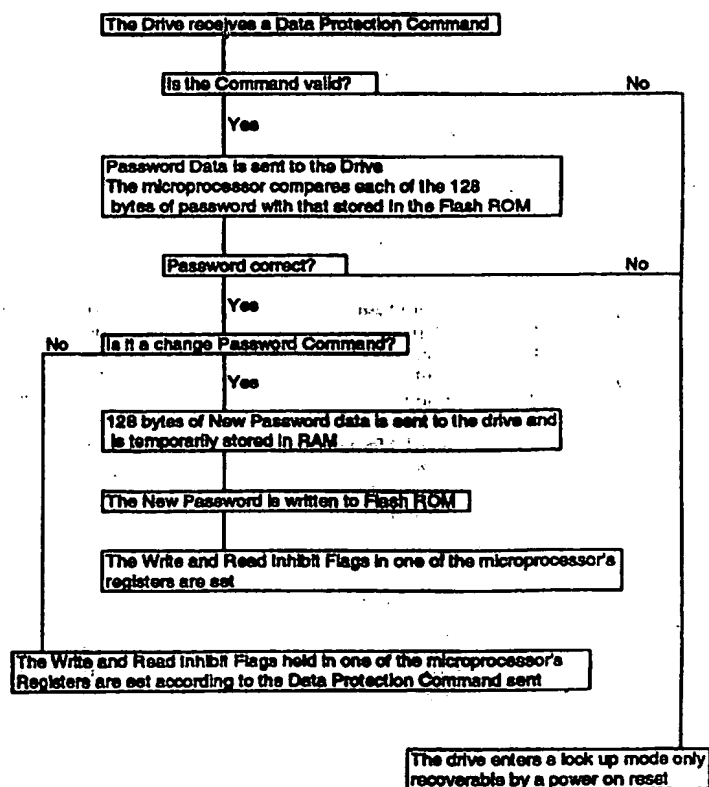 The Drive receives a Data Protection Command
Is the Command valid?
No
Yes
Password Data is sent to the Drive
The microprocessor compares each of the 128
bytes of password with that stored in the Flash ROM
Password correct?
No
Yes
No
Is it a change Password Command?
Yes
128 bytes of New Password data is sent to the drive and
is temporarily stored in RAM
The New Password is written to Flash ROM
The Write and Read Inhibit Flags in one of the microprocessor's
registers are set
The Write and Read Inhibit Flags held in one of the microprocessor's
Registers are set according to the Data Protection Command sent
The drive enters a lock up mode only
recoverable by a power on reset